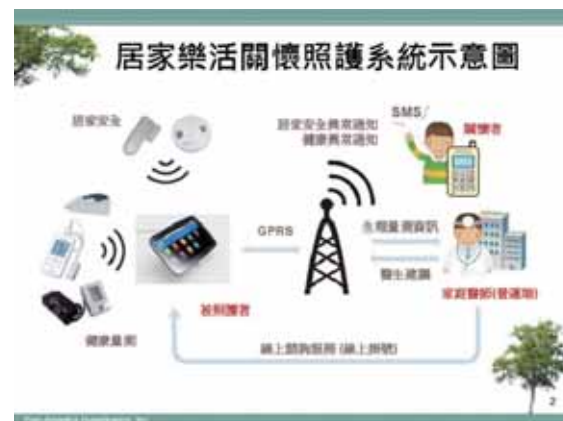 居家樂活關懷照護系統示意圖
居家安全
居家安全異常通知
健康異常通知
SMS
關懷者
GPRS
生理量測資訊
醫生建議
家庭醫師(營運端)
被照護者
健康量測
線上諮詢服務 (線上掛號)
2